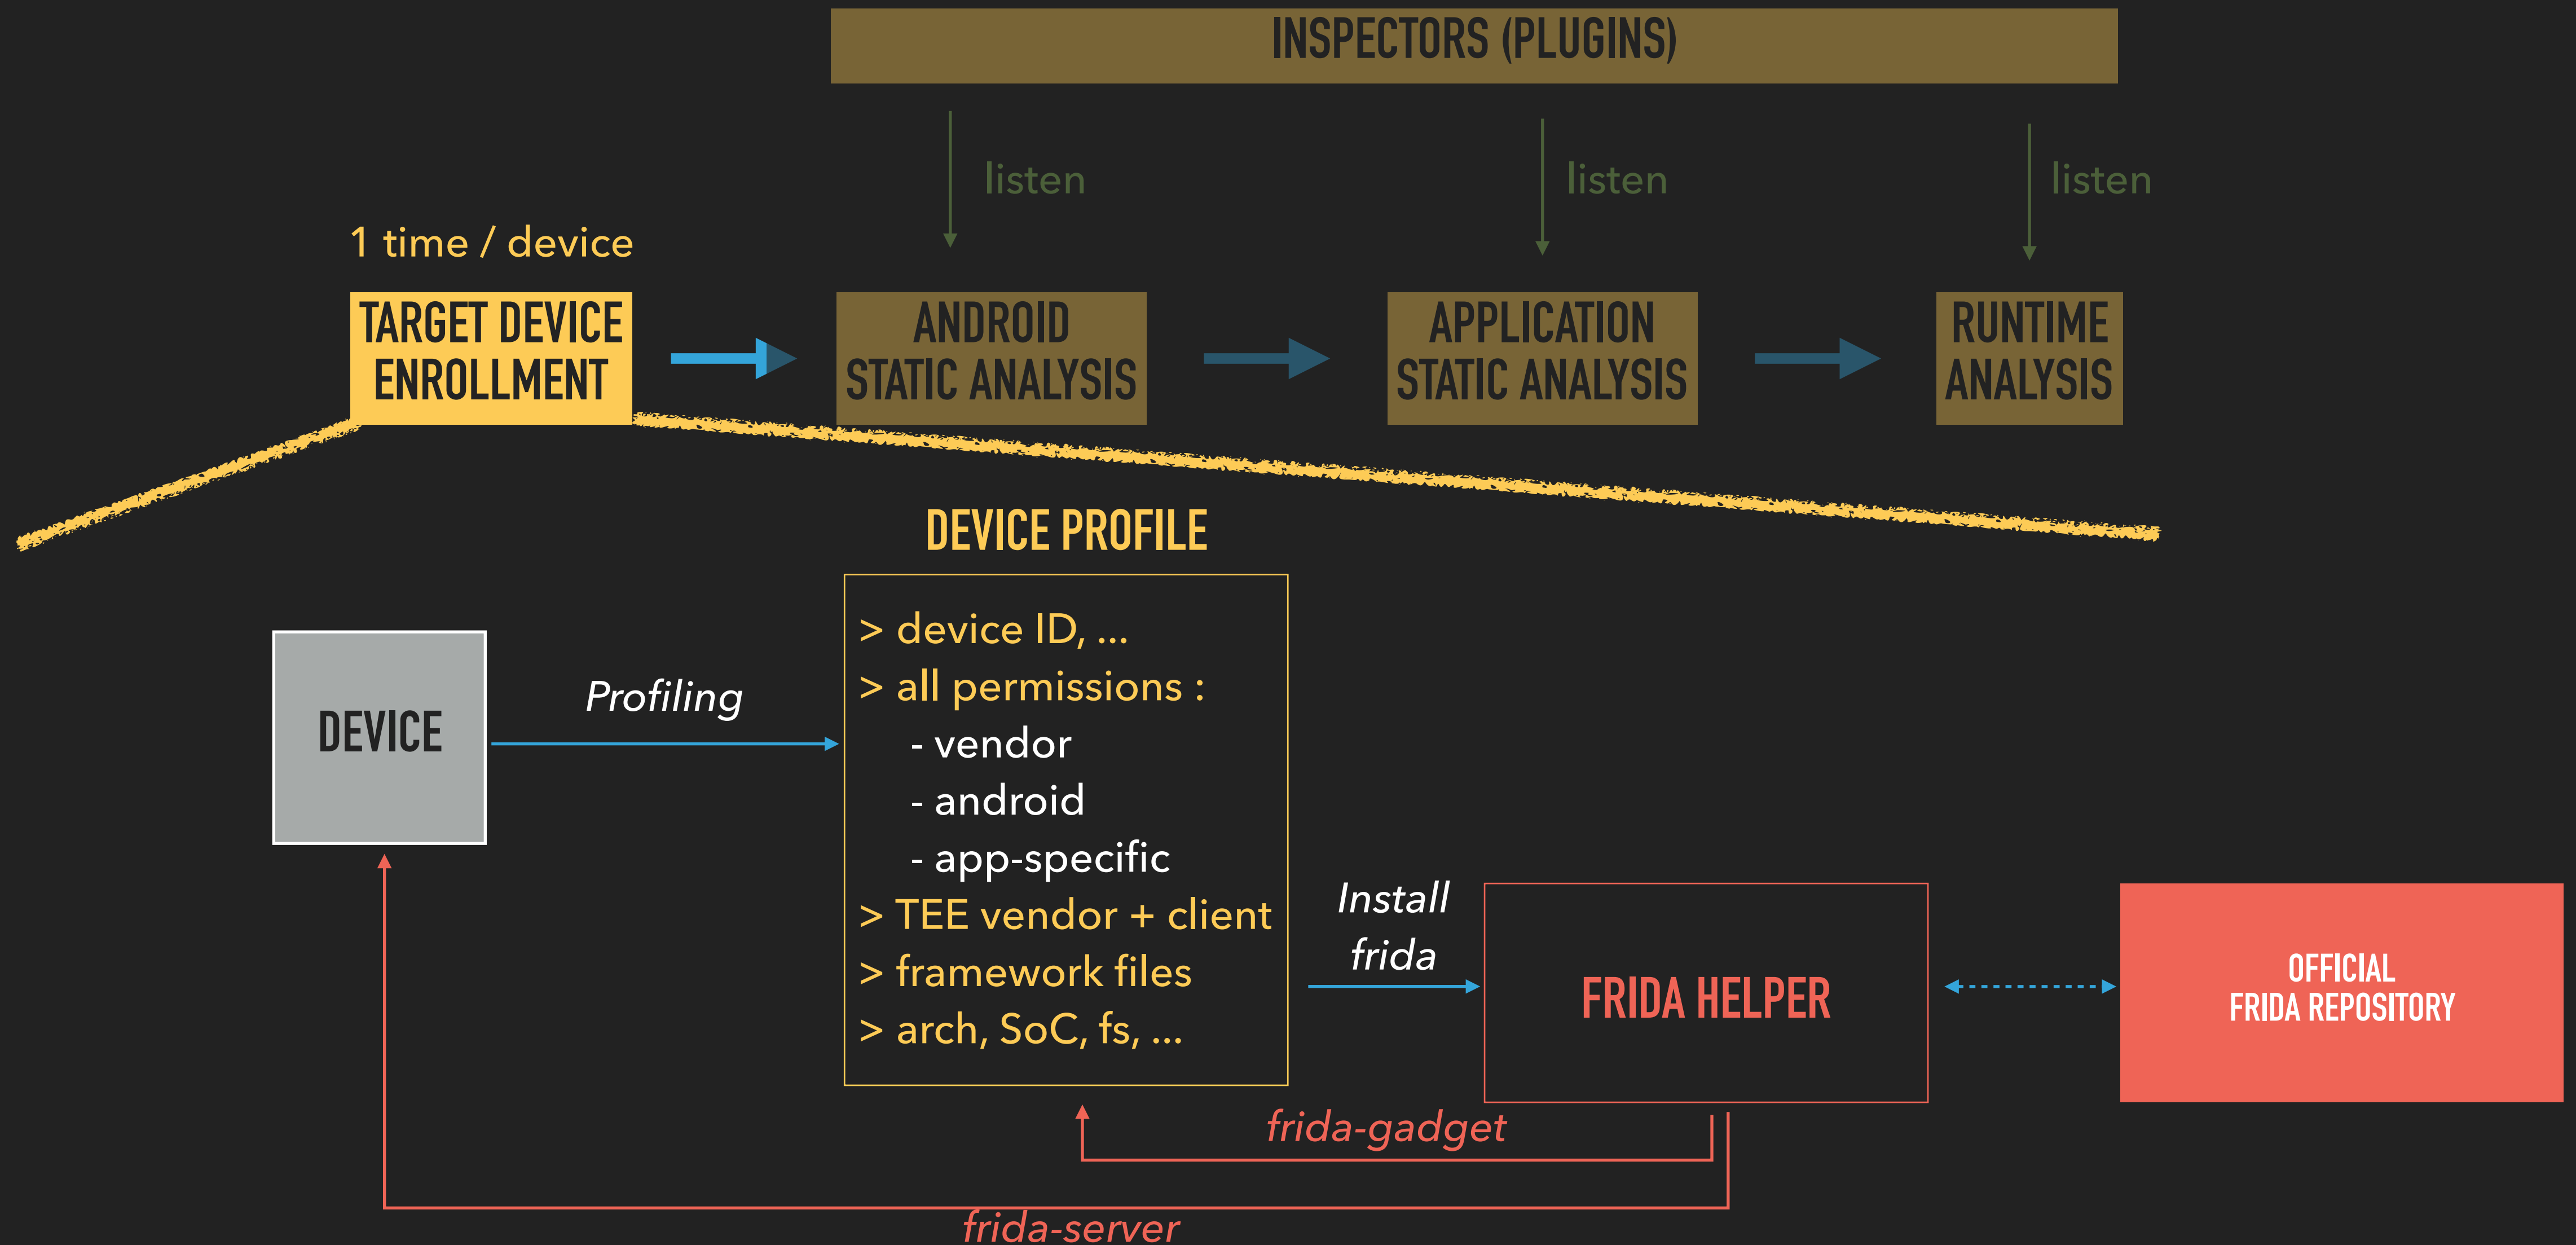 INSPECTORS (PLUGINS)
listen
listen
listen
1 time / device
TARGET DEVICE
ENROLLMENT
ANDROID
STATIC ANALYSIS
APPLICATION
STATIC ANALYSIS
RUNTIME
ANALYSIS
DEVICE PROFILE
DEVICE
Profiling
> device ID, ...
> all permissions :
- vendor
- android
- app-specific
> TEE vendor + client
> framework files
> arch, SoC, fs, ...
Install
frida
FRIDA HELPER
OFFICIAL
FRIDA REPOSITORY
frida-gadget
frida-server